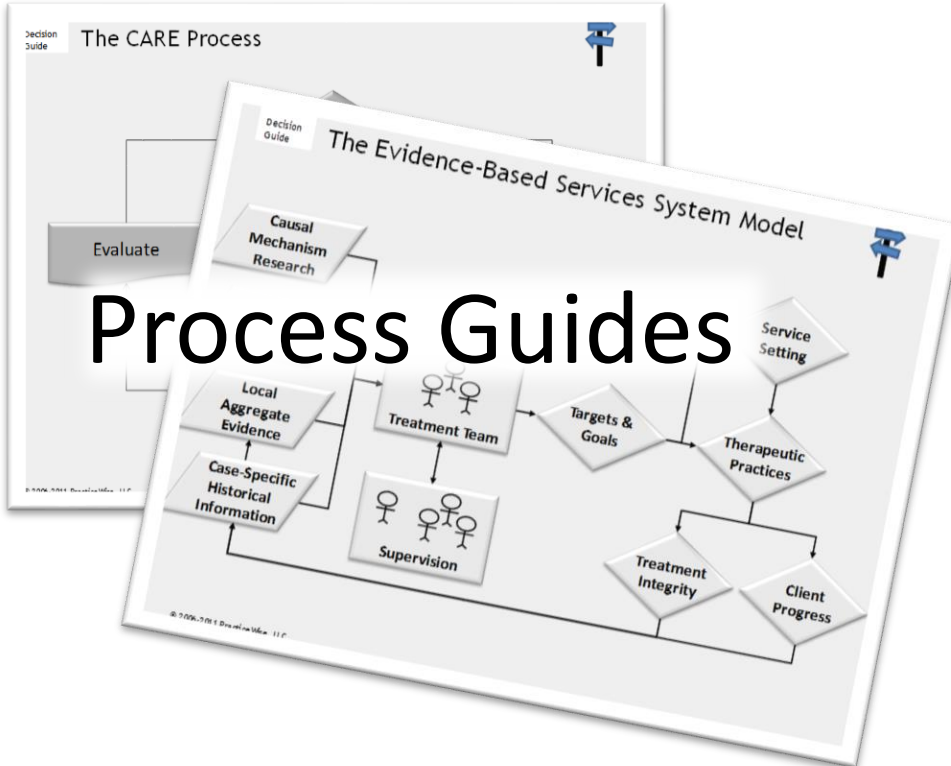 Decision
Guide
The CARE Process
Evaluate
Decision
Guide
The Evidence-Based Services System Model
Causal
Mechanism
Research
Process Guides
Service
Setting
Local
Aggregate
Evidence
Treatment Team
Targets &
Goals
Therapeutic
Practices
Case-Specific
Historical
Information
Supervision
Treatment
Integrity
Client
Progress